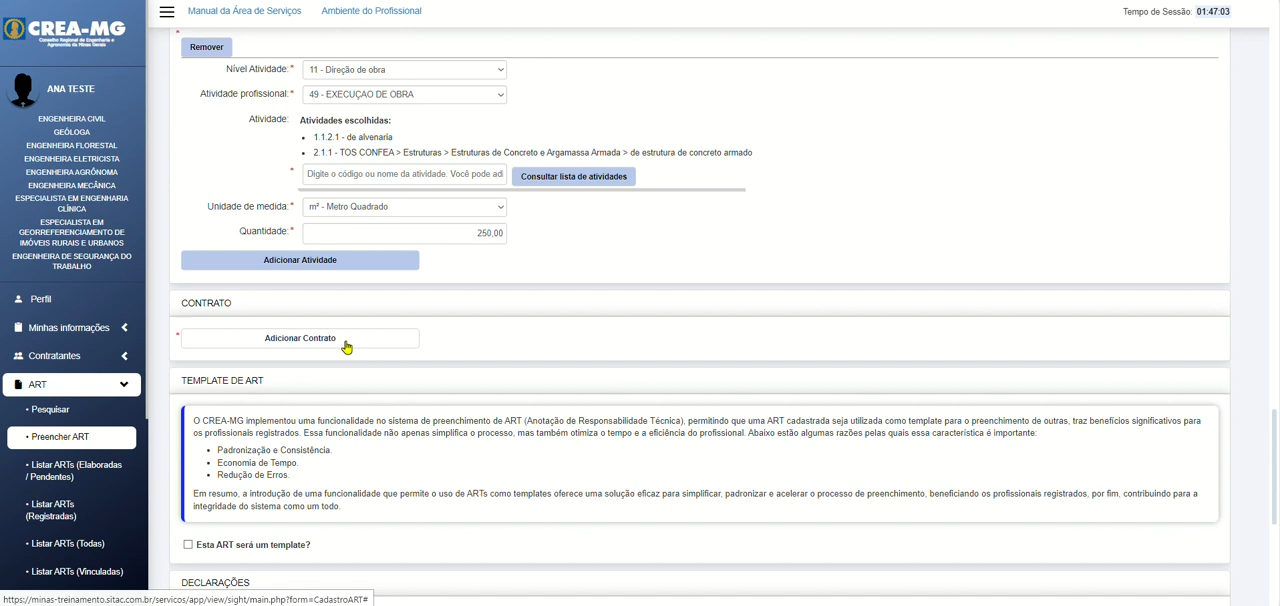 CREA-MG
Conselho Regional de Engenharia e
Agronomia de Minas Gerais
Manual da Área de Serviços
Ambiente do Profissional
Tempo de Sessão: 01:47:03
ANA TESTE
ENGENHEIRA CIVIL
GEÓLOGA
ENGENHEIRA FLORESTAL
ENGENHEIRA ELETRICISTA
ENGENHEIRA AGRÔNOMA
ENGENHEIRA MECÂNICA
ESPECIALISTA EM ENGENHARIA
CLÍNICA
ESPECIALISTA EM
GEORREFERENCIAMENTO DE
IMÓVEIS RURAIS E URBANOS
ENGENHEIRA DE SEGURANÇA DO
TRABALHO
Perfil
Minhas informações
Contratantes
ART
• Pesquisar
• Preencher ART
• Listar ARTs (Elaboradas
/ Pendentes)
• Listar ARTs
(Registradas)
• Listar ARTs (Todas)
• Listar ARTs (Vinculadas)
*
Remover
Nível Atividade:* 11 - Direção de obra
Atividade profissional:* 49 - EXECUÇÃO DE OBRA
Atividade: Atividades escolhidas:
• 1.1.2.1 - de alvenaria
• 2.1.1 - TOS CONFEA > Estruturas > Estruturas de Concreto e Argamassa Armada > de estrutura de concreto armado
* Digite o código ou nome da atividade. Você pode adi Consultar lista de atividades
Unidade de medida:* m² - Metro Quadrado
Quantidade:* 250,00
Adicionar Atividade
CONTRATO
* Adicionar Contrato
TEMPLATE DE ART
O CREA-MG implementou uma funcionalidade no sistema de preenchimento de ART (Anotação de Responsabilidade Técnica), permitindo que uma ART cadastrada seja utilizada como template para o preenchimento de outras, traz benefícios significativos para
os profissionais registrados. Essa funcionalidade não apenas simplifica o processo, mas também otimiza o tempo e a eficiência do profissional. Abaixo estão algumas razões pelas quais essa característica é importante:
• Padronização e Consistência.
• Economia de Tempo.
• Redução de Erros.
Em resumo, a introdução de uma funcionalidade que permite o uso de ARTs como templates oferece uma solução eficaz para simplificar, padronizar e acelerar o processo de preenchimento, beneficiando os profissionais registrados, por fim, contribuindo para a
integridade do sistema como um todo.
Esta ART será um template?
DECLARAÇÕES
https://minas-treinamento.sitac.com.br/servicos/app/view/sight/main.php?form=CadastroART#